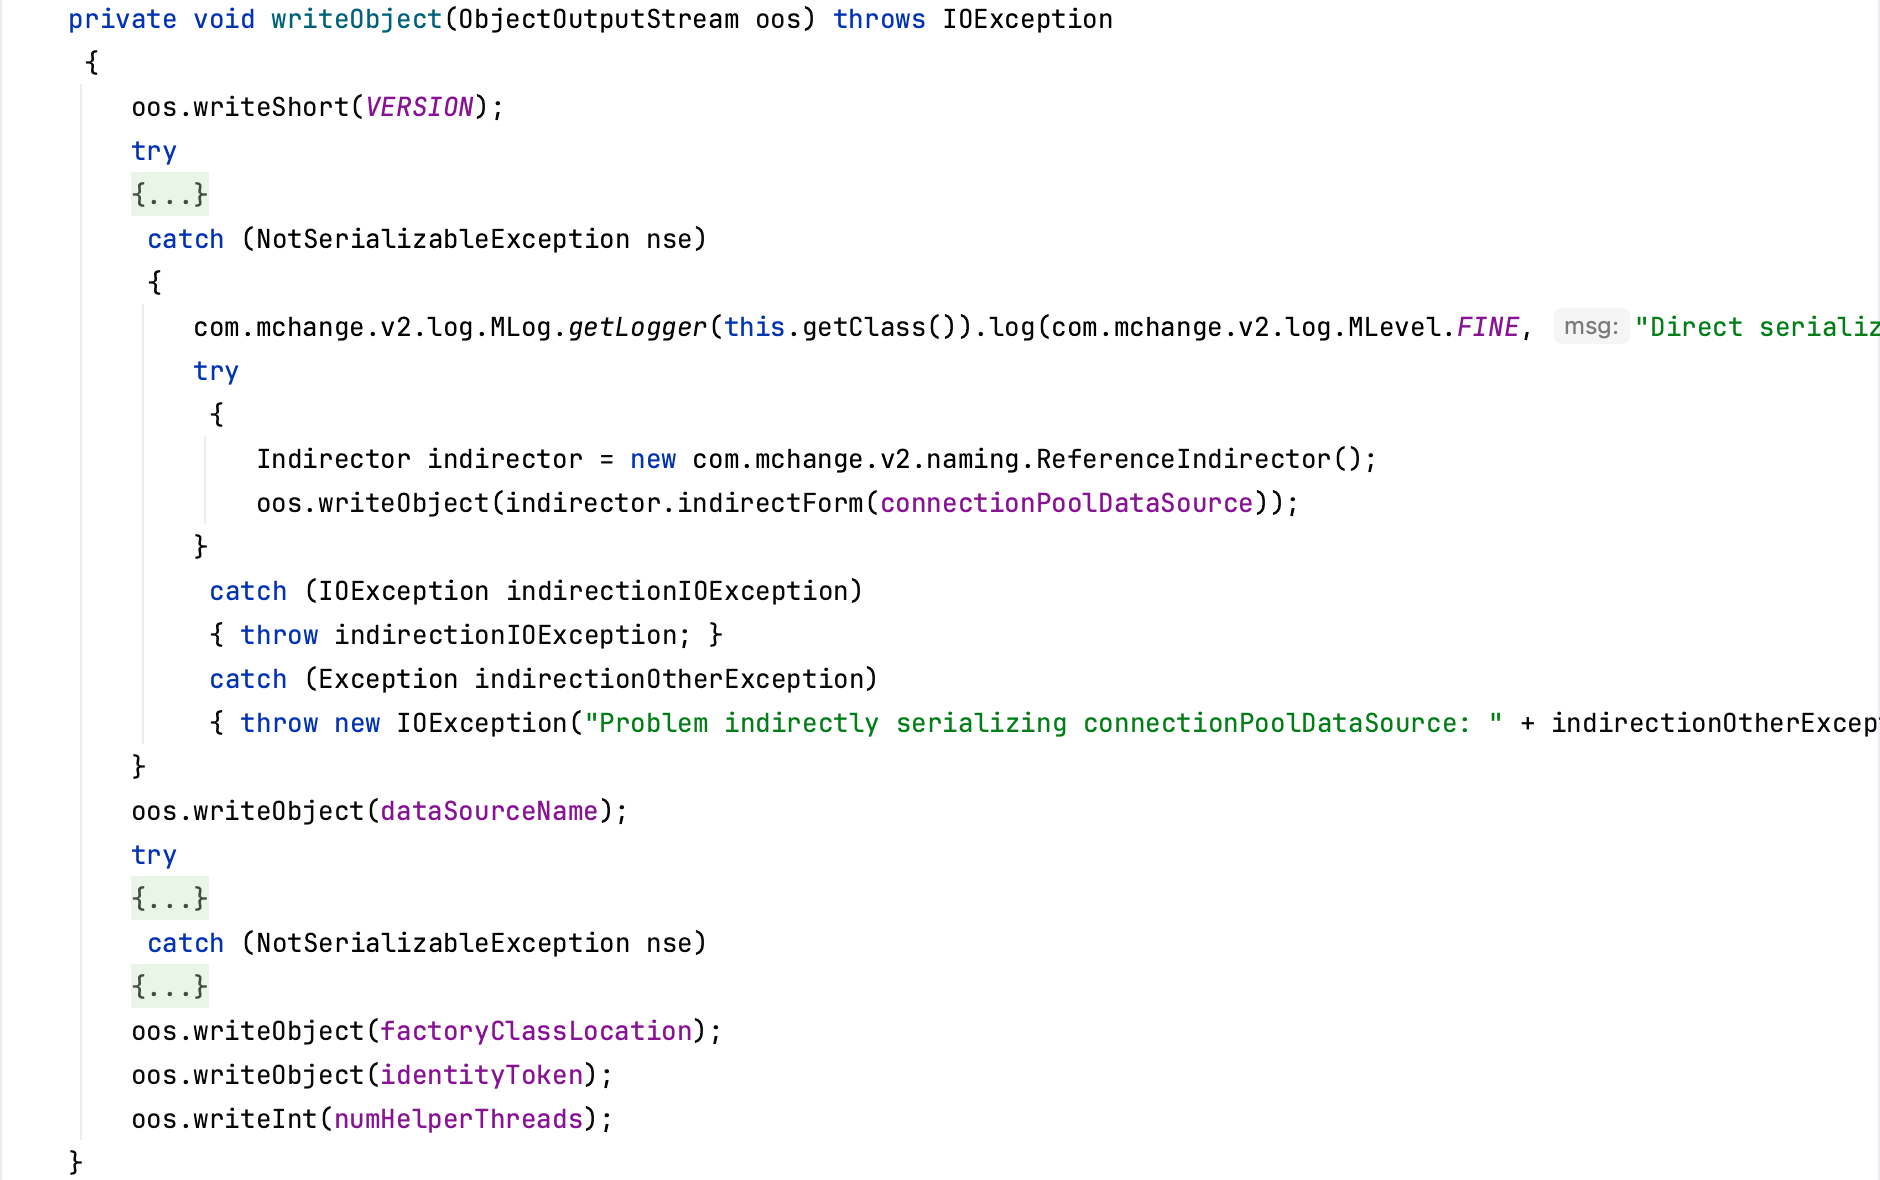 private void writeObject(ObjectOutputStream oos) throws IOException
{
oos.writeShort(VERSION);
try
{...}
catch (NotSerializableException nse)
{
com.mchange.v2.log.MLog.getLogger(this.getClass()).log(com.mchange.v2.log.MLevel.FINE, msg: "Direct serializ
try
{
Indirector indirector = new com.mchange.v2.naming.ReferenceIndirector();
oos.writeObject(indirector.indirectForm(connectionPoolDataSource));
}
catch (IOException indirectionIOException)
{ throw indirectionIOException; }
catch (Exception indirectionOtherException)
{ throw new IOException("Problem indirectly serializing connectionPoolDataSource: " + indirectionOtherExcep
}
oos.writeObject(dataSourceName);
try
{...}
catch (NotSerializableException nse)
{...}
oos.writeObject(factoryClassLocation);
oos.writeObject(identityToken);
oos.writeInt(numHelperThreads);
}